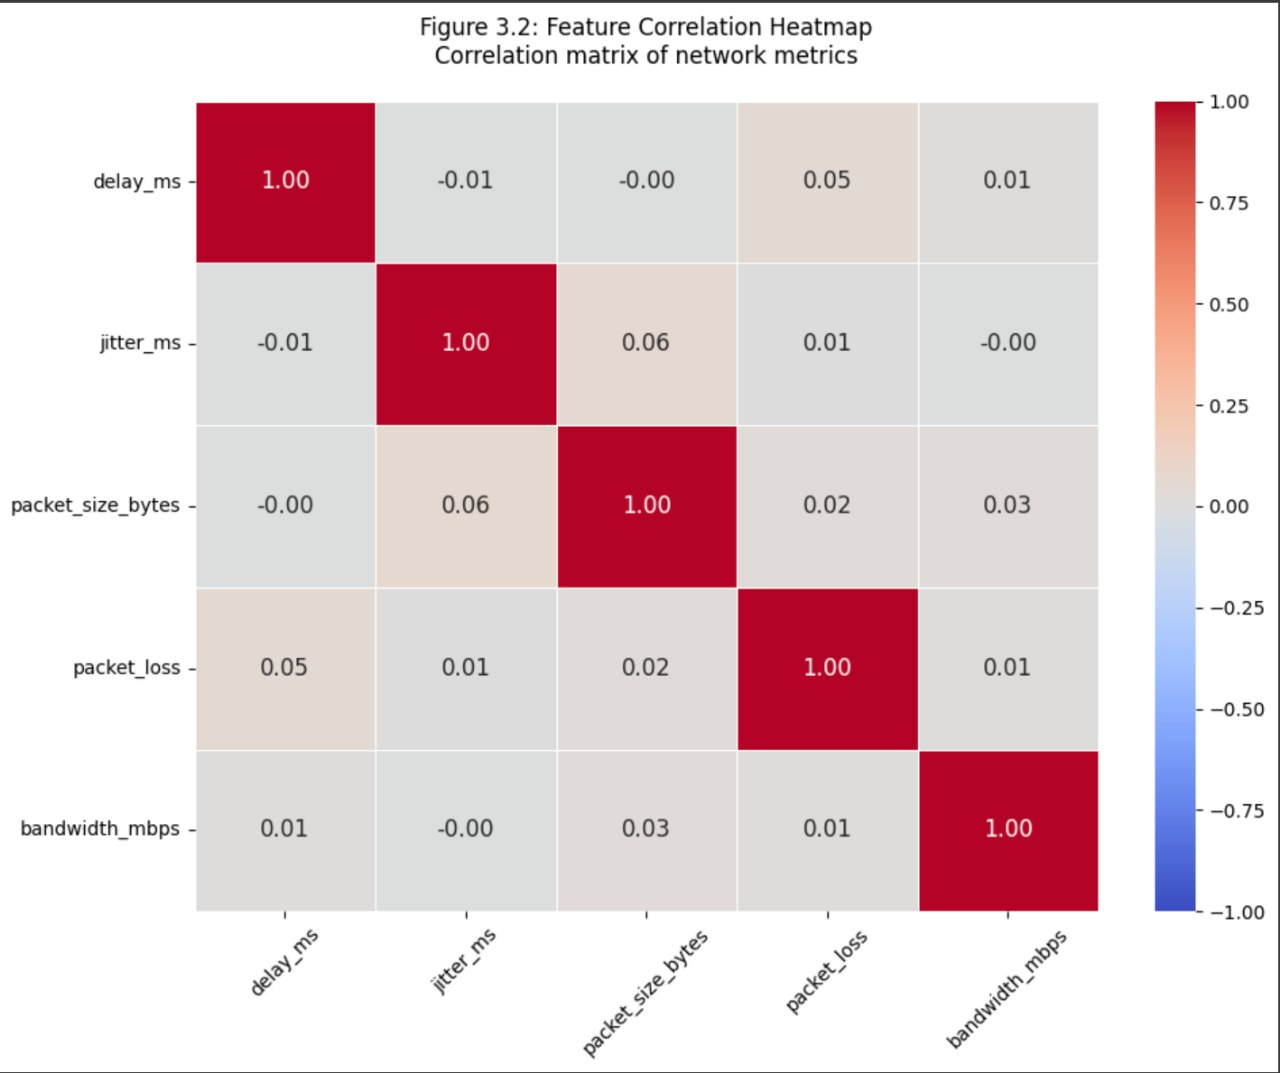 Figure 3.2: Feature Correlation Heatmap
Correlation matrix of network metrics
delay_ms 1.00 -0.01 -0.00 0.05 0.01
jitter_ms -0.01 1.00 0.06 0.01 -0.00
packet_size_bytes -0.00 0.06 1.00 0.02 0.03
packet_loss 0.05 0.01 0.02 1.00 0.01
bandwidth_mbps 0.01 -0.00 0.03 0.01 1.00
delay_ms jitter_ms packet_size_bytes packet_loss bandwidth_mbps
1.00
0.75
0.50
0.25
0.00
−0.25
−0.50
−0.75
−1.00